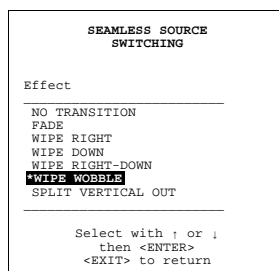 SEAMLESS SOURCE
SWITCHING
Effect
NO TRANSITION
FADE
WIPE RIGHT
WIPE DOWN
WIPE RIGHT-DOWN
*WIPE WOBBLE
SPLIT VERTICAL OUT
Select with ↑ or ↓
then <ENTER>
<EXIT> to return